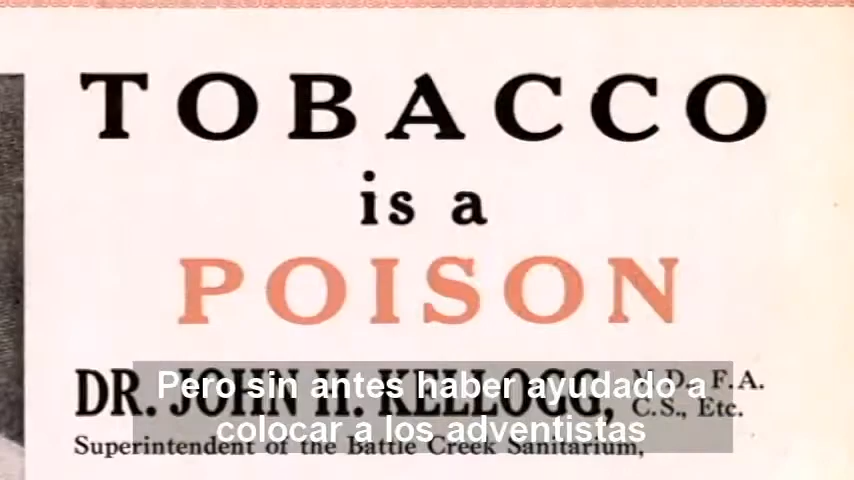 TOBACCO
is a
POISON
DR. JOHN H. KELLOGG, M.D., F.A.
C.S., Etc.
Superintendent of the Battle Creek Sanitarium,
Pero sin antes haber ayudado a
colocar a los adventistas